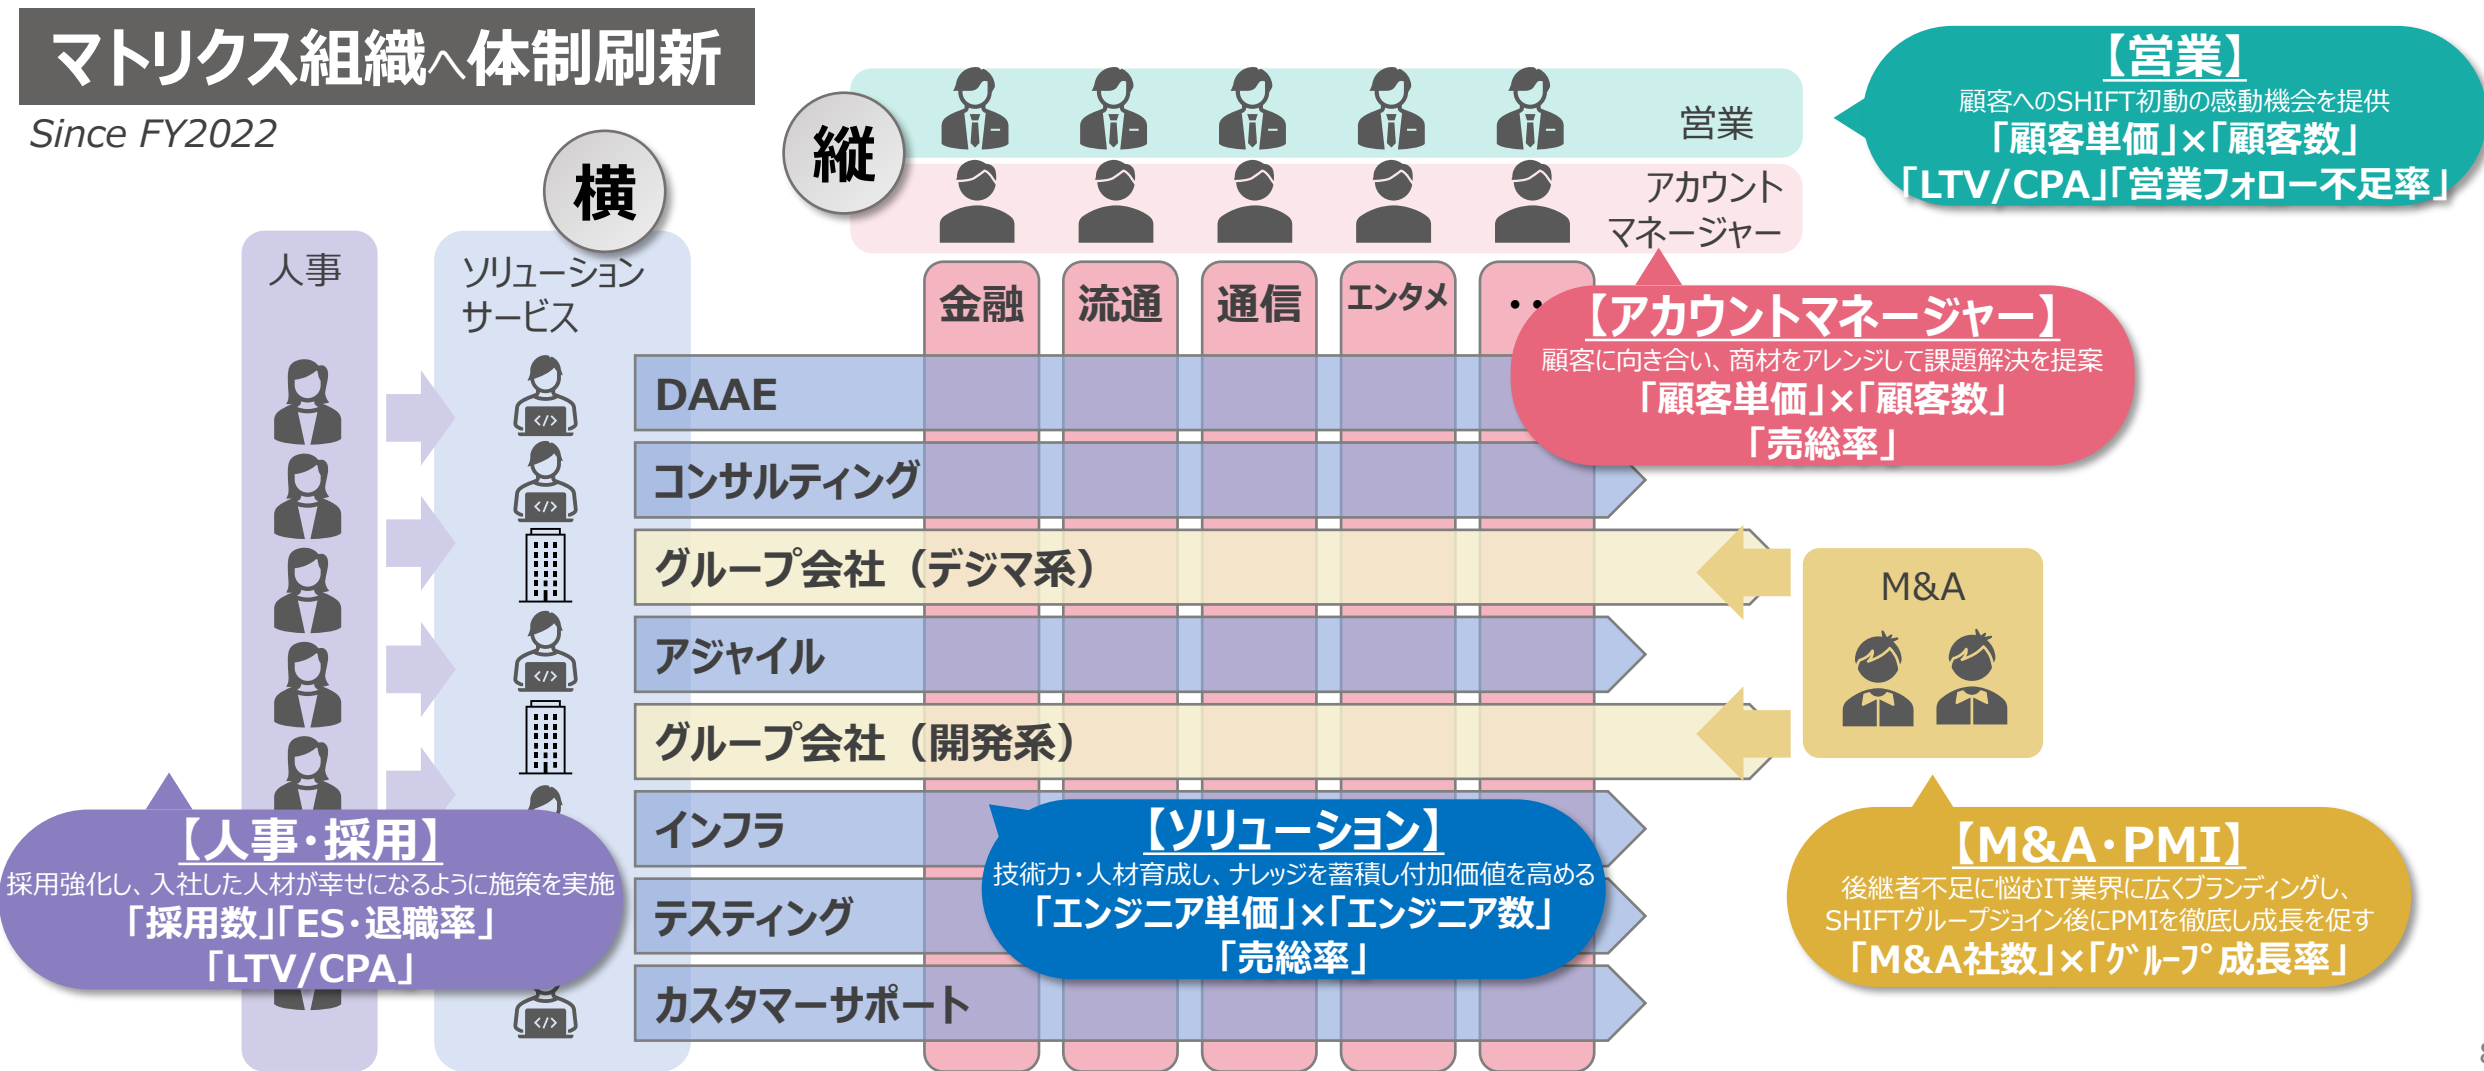 マトリクス組織へ体制刷新
Since FY2022
横
縦
営業
アカウント
マネージャー
【営業】
顧客へのSHIFT初動の感動機会を提供
「顧客単価」×「顧客数」
「LTV/CPA」「営業フォロー不足率」
人事
ソリューション
サービス
金融
流通
通信
エンタメ
・・
【アカウントマネージャー】
顧客に向き合い、商材をアレンジして課題解決を提案
「顧客単価」×「顧客数」
「売総率」
DAAE
コンサルティング
グループ会社（デジマ系）
アジャイル
グループ会社（開発系）
インフラ
テスティング
カスタマーサポート
M&A
【人事・採用】
採用強化し、入社した人材が幸せになるように施策を実施
「採用数」「ES・退職率」
「LTV/CPA」
【ソリューション】
技術力・人材育成し、ナレッジを蓄積し付加価値を高める
「エンジニア単価」×「エンジニア数」
「売総率」
【M&A・PMI】
後継者不足に悩むIT業界に広くブランディングし、
SHIFTグループジョイン後にPMIを徹底し成長を促す
「M&A社数」×「ｸﾞﾙｰﾌﾟ成長率」